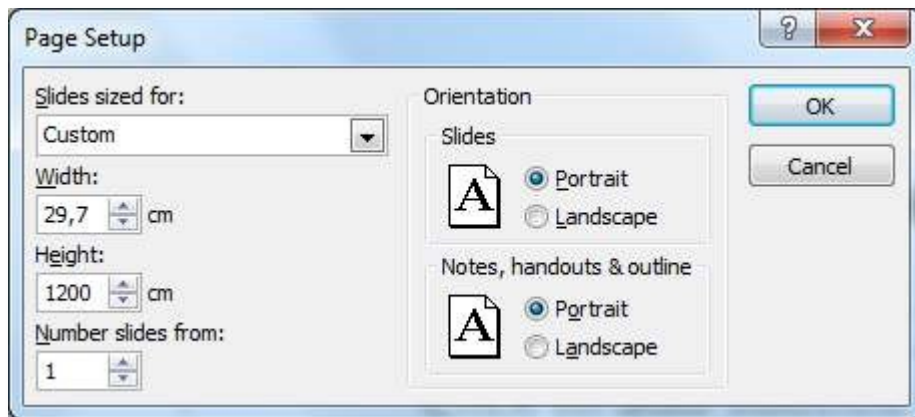 Page Setup
Slides sized for:
Custom
Width:
29,7 cm
Height:
1200 cm
Number slides from:
1
Orientation
Slides
A
Portrait
Landscape
Notes, handouts & outline
A
Portrait
Landscape
OK
Cancel